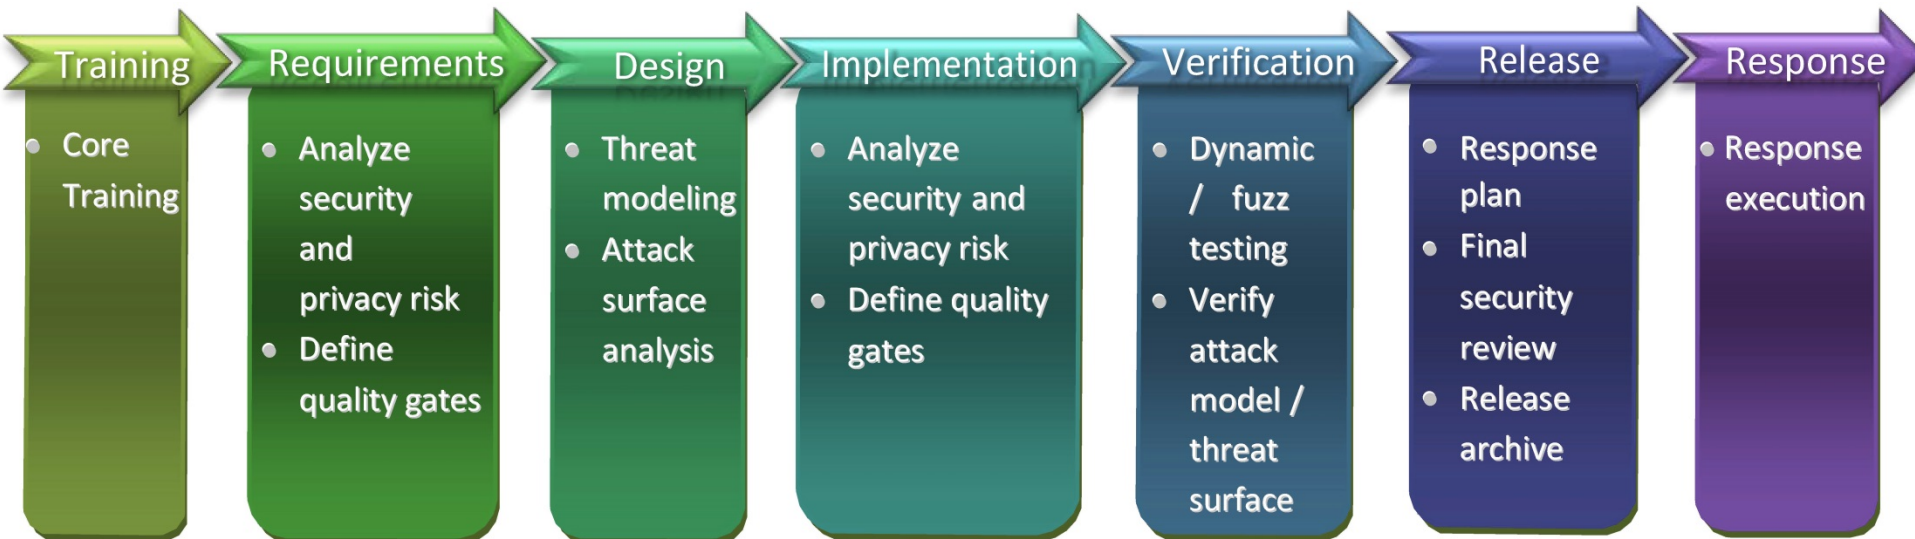 Training
Core
Training
Requirements
Analyze
security
and
privacy risk
Define
quality gates
Design
Threat
modeling
Attack
surface
analysis
Implementation
Analyze
security and
privacy risk
Define quality
gates
Verification
Dynamic
/ fuzz
testing
Verify
attack
model /
threat
surface
Release
Response
plan
Final
security
review
Release
archive
Response
Response
execution